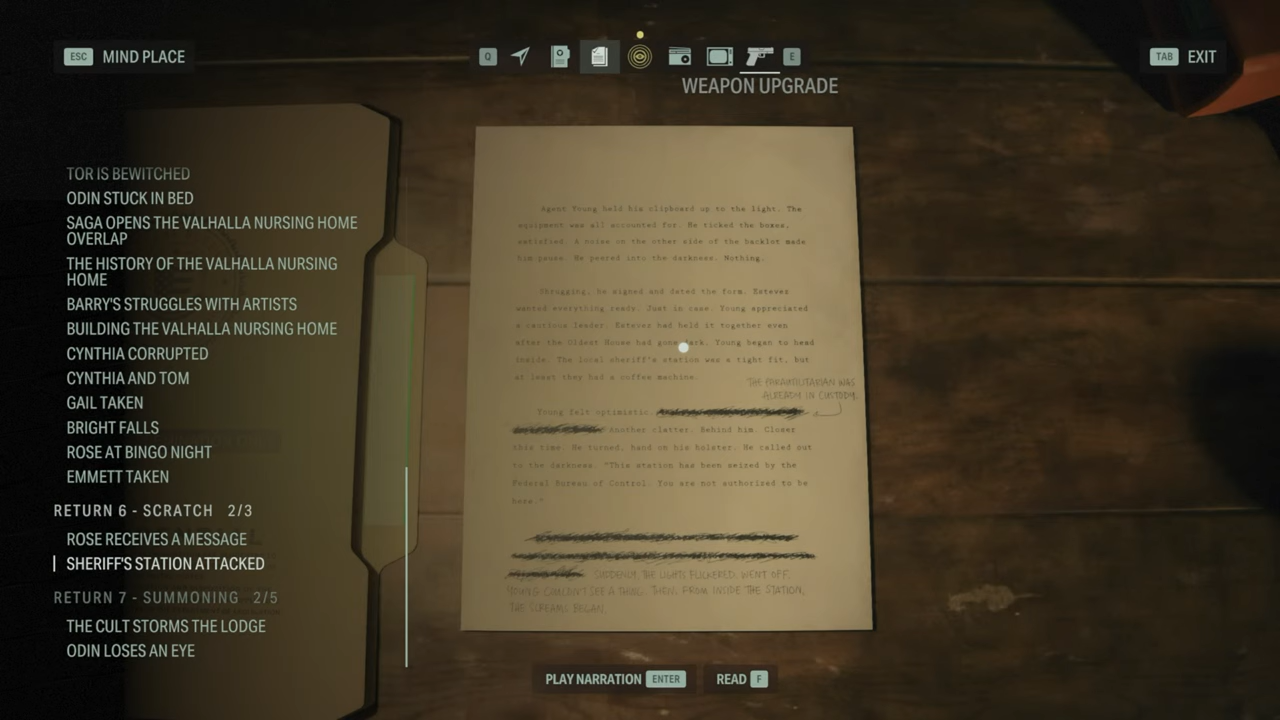 ESC MIND PLACE
Q
E
TAB EXIT
WEAPON UPGRADE
TOR IS BEWITCHED
ODIN STUCK IN BED
SAGA OPENS THE VALHALLA NURSING HOME
OVERLAP
THE HISTORY OF THE VALHALLA NURSING
HOME
BARRY'S STRUGGLES WITH ARTISTS
BUILDING THE VALHALLA NURSING HOME
CYNTHIA CORRUPTED
CYNTHIA AND TOM
GAIL TAKEN
BRIGHT FALLS
ROSE AT BINGO NIGHT
EMMETT TAKEN
RETURN 6 - SCRATCH 2/3
ROSE RECEIVES A MESSAGE
SHERIFF'S STATION ATTACKED
RETURN 7 - SUMMONING 2/5
THE CULT STORMS THE LODGE
ODIN LOSES AN EYE
Agent Young held his clipboard up to the light. The
equipment was all accounted for. He ticked the boxes,
satisfied. A noise on the other side of the backlot made
him pause. He peered into the darkness. Nothing.
Shrugging, he signed and dated the form. Estevez
wanted everything ready. Just in case. Young appreciated
a cautious leader. Estevez had held it together even
after the Oldest House had gone dark. Young began to head
inside. The local sheriff's station was a tight fit, but
at least they had a coffee machine.
THE PARAUTILITARIAN WAS
ALREADY IN CUSTODY.
Young felt optimistic.
Another clatter. Behind him. Closer
this time. He turned, hand on his holster. He called out
to the darkness. "This station has been seized by the
Federal Bureau of Control. You are not authorized to be
here."
SUDDENLY, THE LIGHTS FLICKERED. WENT OFF.
YOUNG COULDN'T SEE A THING. THEN, FROM INSIDE THE STATION,
THE SCREAMS BEGAN.
PLAY NARRATION ENTER
READ F